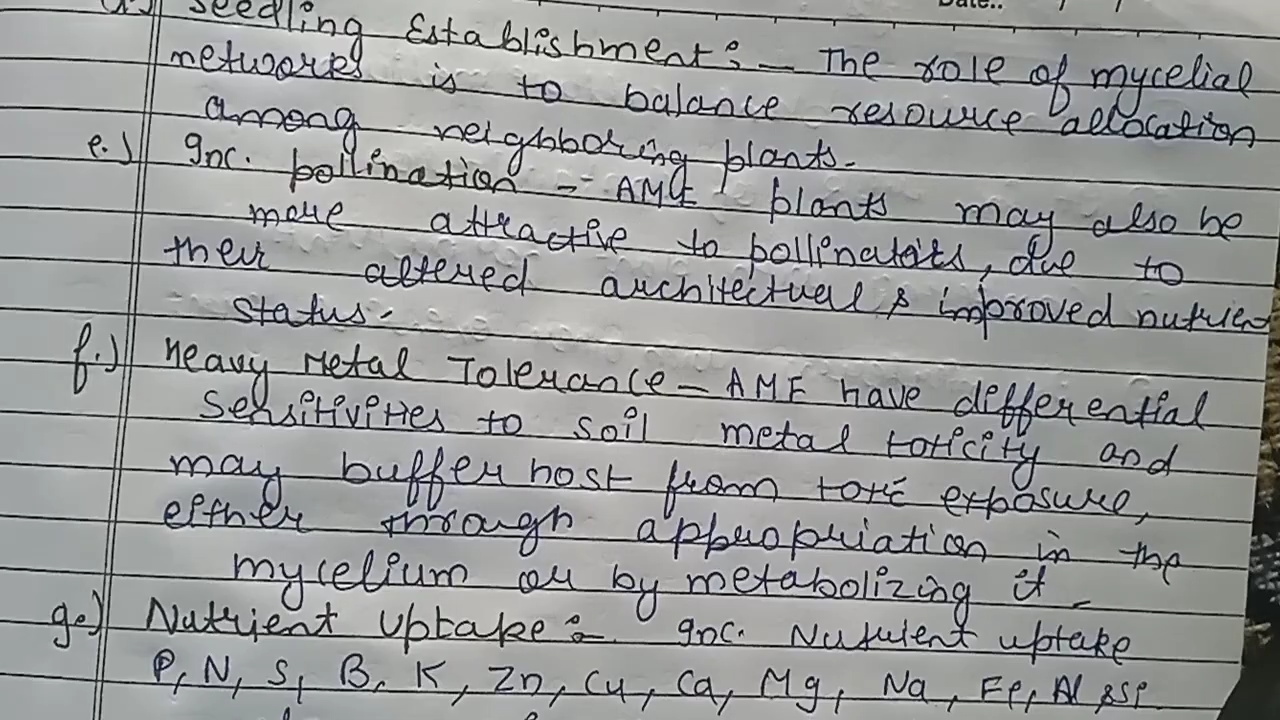 Date.. / /
d.) Seedling Establishment :- The role of mycelial
networks is to balance resource allocation
among neighboring plants.
e.) Inc. pollination - AMF plants may also be
more attractive to pollinators, due to
their altered architectural & improved nutrien
status.
f.) Heavy Metal Tolerance - AMF have differential
Sensitivities to soil metal toxicity and
may buffer host from toxic exposure,
either through appropriation in the
mycelium or by metabolizing it -
g.) Nutrient Uptake :- Inc. Nutrient uptake
P, N, S, B, K, Zn, Cu, Ca, Mg, Na, Fe, Al &